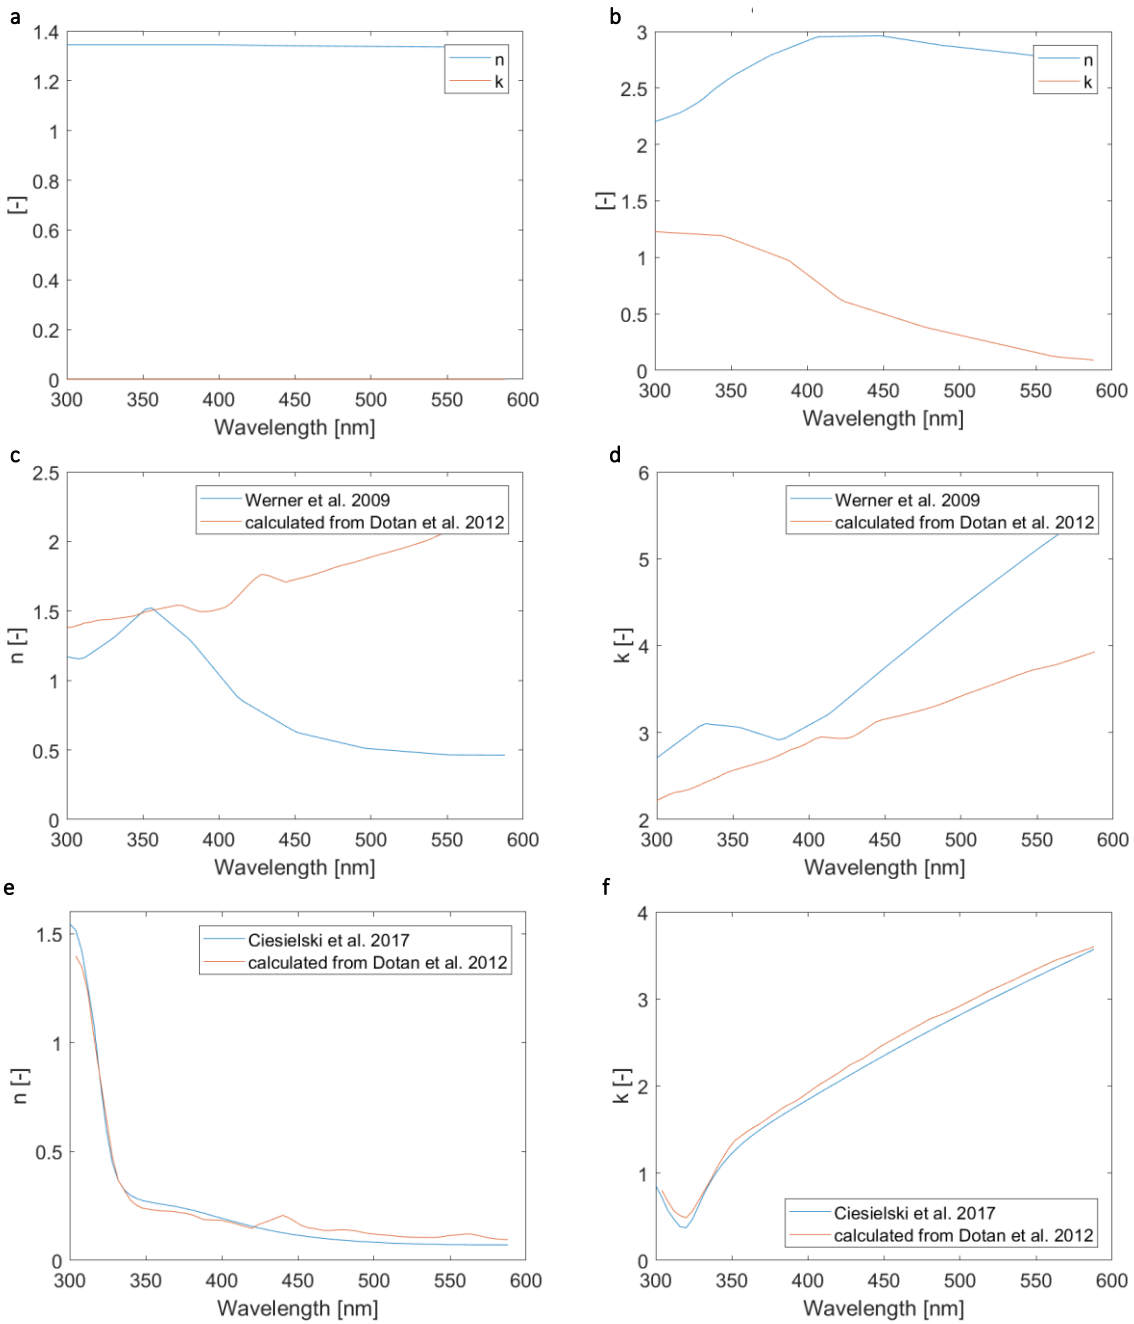 a
1.4
1.2
1
0.8
0.6
0.4
0.2
0
[-]
n
k
300 350 400 450 500 550 600
Wavelength [nm]
b
3
2.5
2
1.5
1
0.5
0
[-]
n
k
300 350 400 450 500 550 600
Wavelength [nm]
c
2.5
2
1.5
1
0.5
0
n [-]
Werner et al. 2009
calculated from Dotan et al. 2012
300 350 400 450 500 550 600
Wavelength [nm]
d
6
5
4
3
2
k [-]
Werner et al. 2009
calculated from Dotan et al. 2012
300 350 400 450 500 550 600
Wavelength [nm]
e
1.5
1
0.5
0
n [-]
Ciesielski et al. 2017
calculated from Dotan et al. 2012
300 350 400 450 500 550 600
Wavelength [nm]
f
4
3
2
1
0
k [-]
Ciesielski et al. 2017
calculated from Dotan et al. 2012
300 350 400 450 500 550 600
Wavelength [nm]